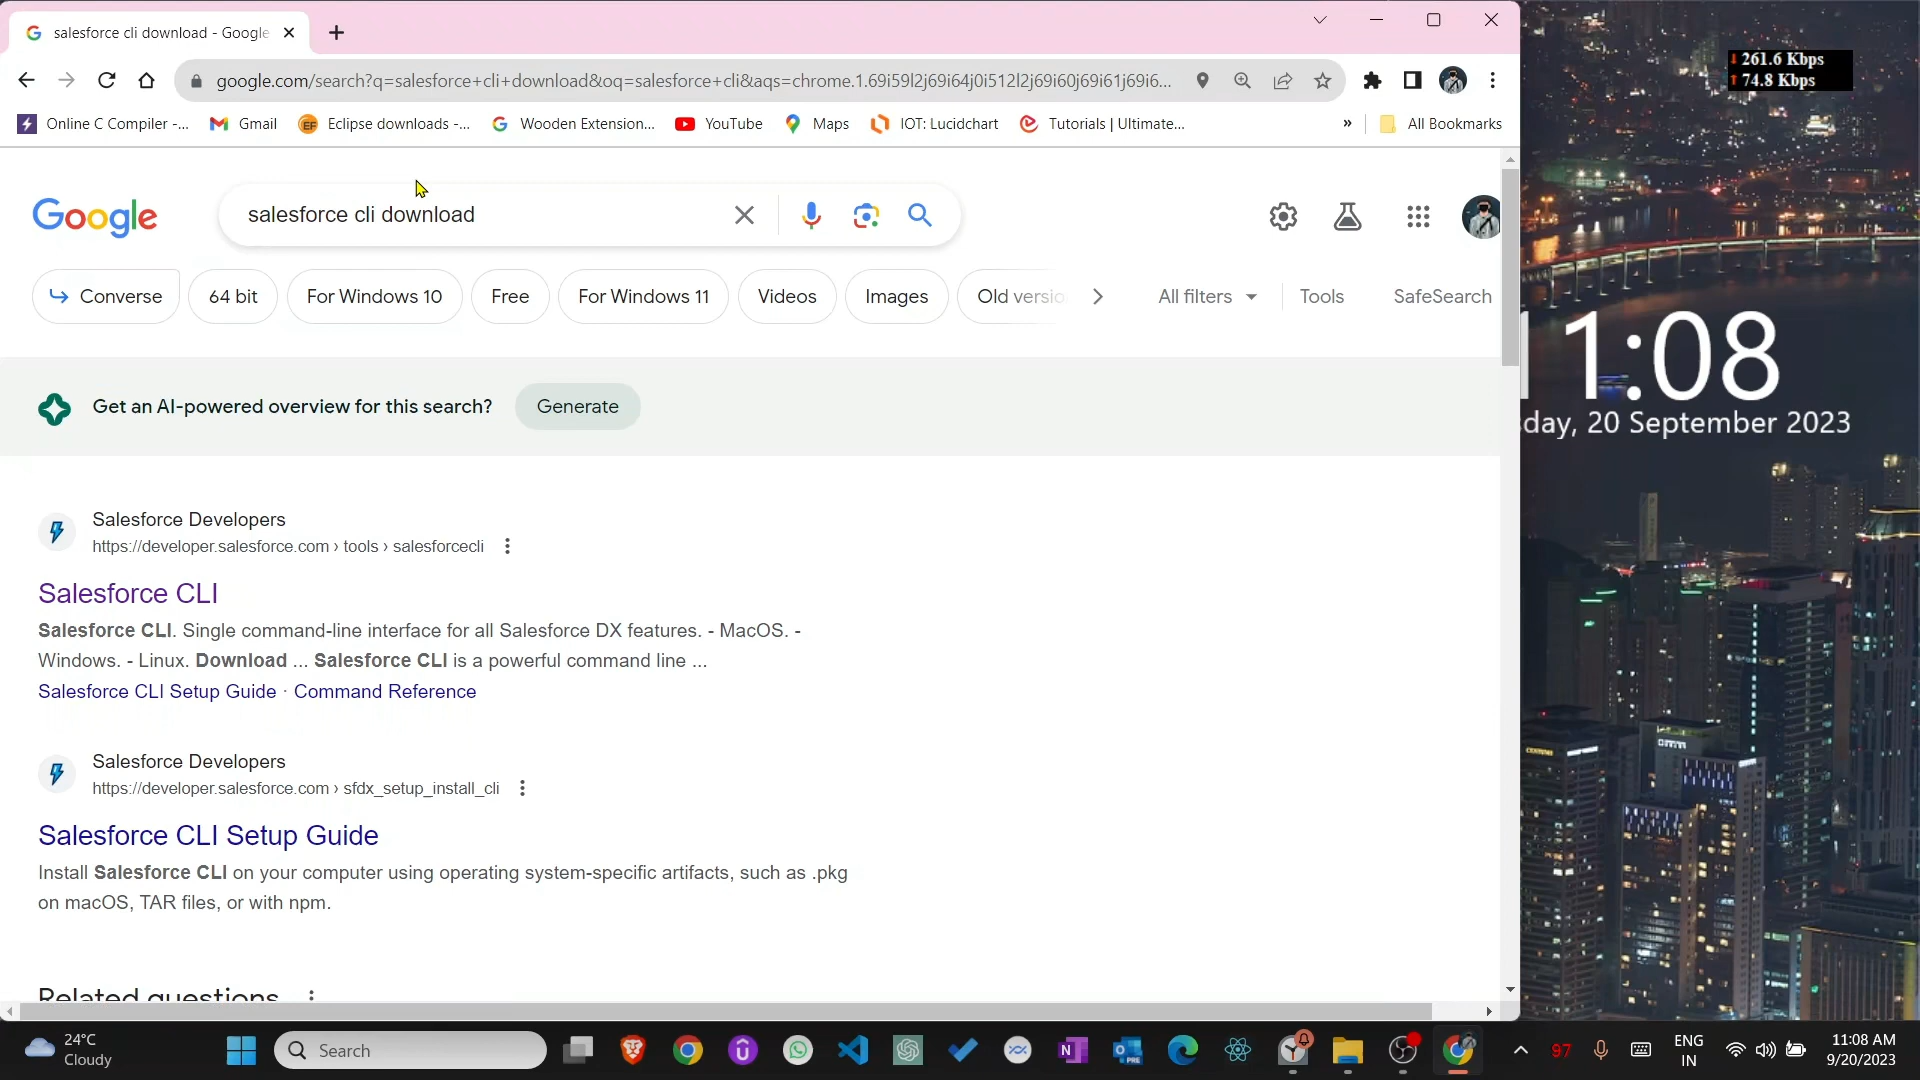 salesforce cli download - Google
google.com/search?q=salesforce+cli+download&oq=salesforce+cli&aqs=chrome.1.69i59l2j69i64j0i512l2j69i60j69i61j69i6...
Online C Compiler -...
Gmail
Eclipse downloads -...
Wooden Extension...
YouTube
Maps
IOT: Lucidchart
Tutorials | Ultimate...
»
All Bookmarks
Google
salesforce cli download
Converse
64 bit
For Windows 10
Free
For Windows 11
Videos
Images
Old versio
All filters
Tools
SafeSearch
Get an AI-powered overview for this search?
Generate
Salesforce Developers
https://developer.salesforce.com › tools › salesforcecli
Salesforce CLI
Salesforce CLI. Single command-line interface for all Salesforce DX features. - MacOS. -
Windows. - Linux. Download ... Salesforce CLI is a powerful command line ...
Salesforce CLI Setup Guide · Command Reference
Salesforce Developers
https://developer.salesforce.com › sfdx_setup_install_cli
Salesforce CLI Setup Guide
Install Salesforce CLI on your computer using operating system-specific artifacts, such as .pkg
on macOS, TAR files, or with npm.
Related questions
261.6 Kbps
74.8 Kbps
11:08
sday, 20 September 2023
24°C
Cloudy
Search
97
ENG
IN
11:08 AM
9/20/2023